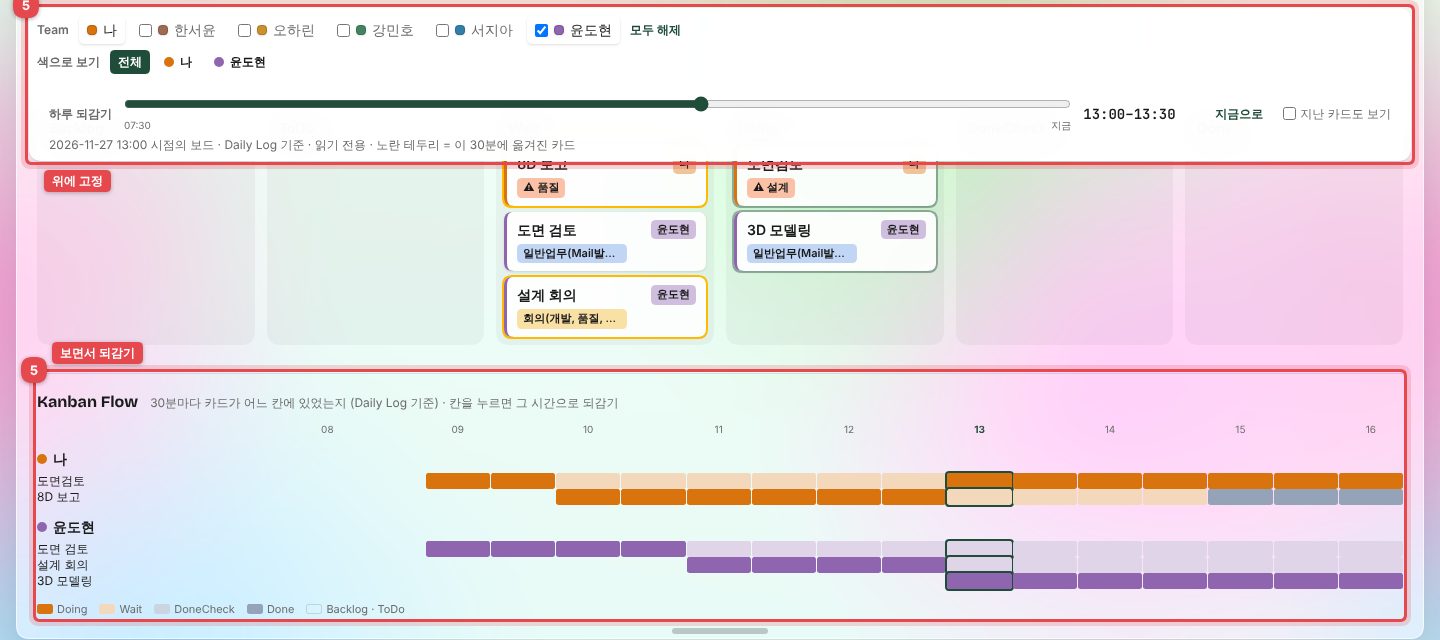 5
Team 나 한서윤 오하린 강민호 서지아 윤도현 모두 해제
색으로 보기 전체 나 윤도현
하루 되감기 13:00–13:30 지금으로 지난 카드도 보기
07:30 지금
2026-11-27 13:00 시점의 보드 · Daily Log 기준 · 읽기 전용 · 노란 테두리 = 이 30분에 옮겨진 카드
위에 고정
8D 보고 나
⚠ 품질
도면검토 나
⚠ 설계
도면 검토 윤도현
일반업무(Mail발...
3D 모델링 윤도현
일반업무(Mail발...
설계 회의 윤도현
회의(개발, 품질, ...
보면서 되감기
5
Kanban Flow 30분마다 카드가 어느 칸에 있었는지 (Daily Log 기준) · 칸을 누르면 그 시간으로 되감기
08 09 10 11 12 13 14 15 16
나
도면검토
8D 보고
윤도현
도면 검토
설계 회의
3D 모델링
Doing Wait DoneCheck Done Backlog · ToDo